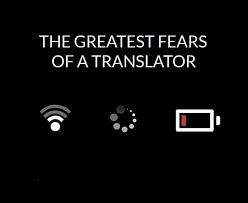 THE GREATEST FEARS
OF A TRANSLATOR